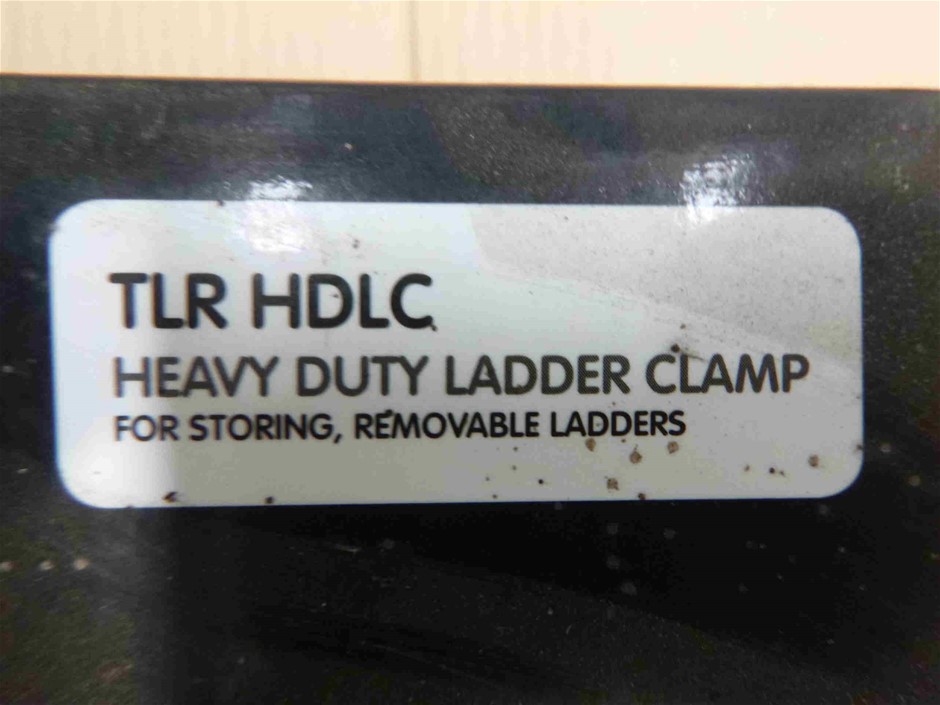 TLR HDLC
HEAVY DUTY LADDER CLAMP
FOR STORING, REMOVABLE LADDERS